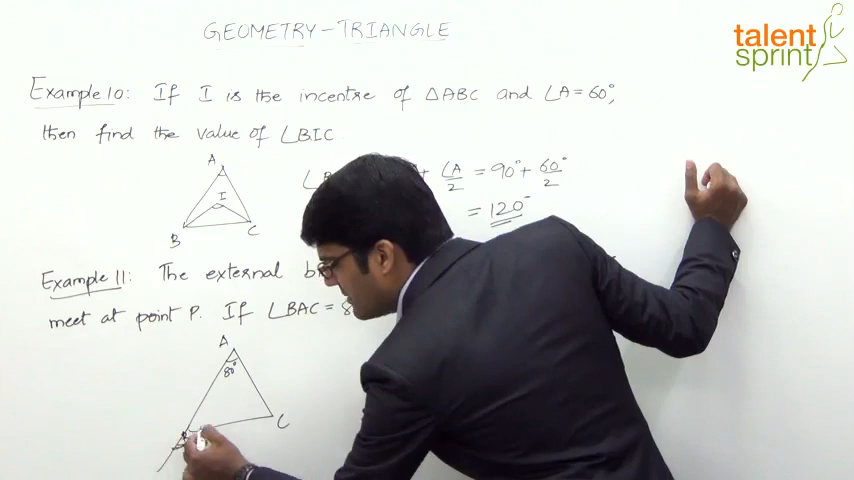 GEOMETRY-TRIANGLE
talent
sprint
Example 10: If I is the incentre of △ABC and ∠A = 60°,
then find the value of ∠BIC
A
I
B
C
+ ∠A/2 = 90° + 60°/2
= 120°
Example 11: The external
meet at point P. If ∠BAC = 8
A
80°
C